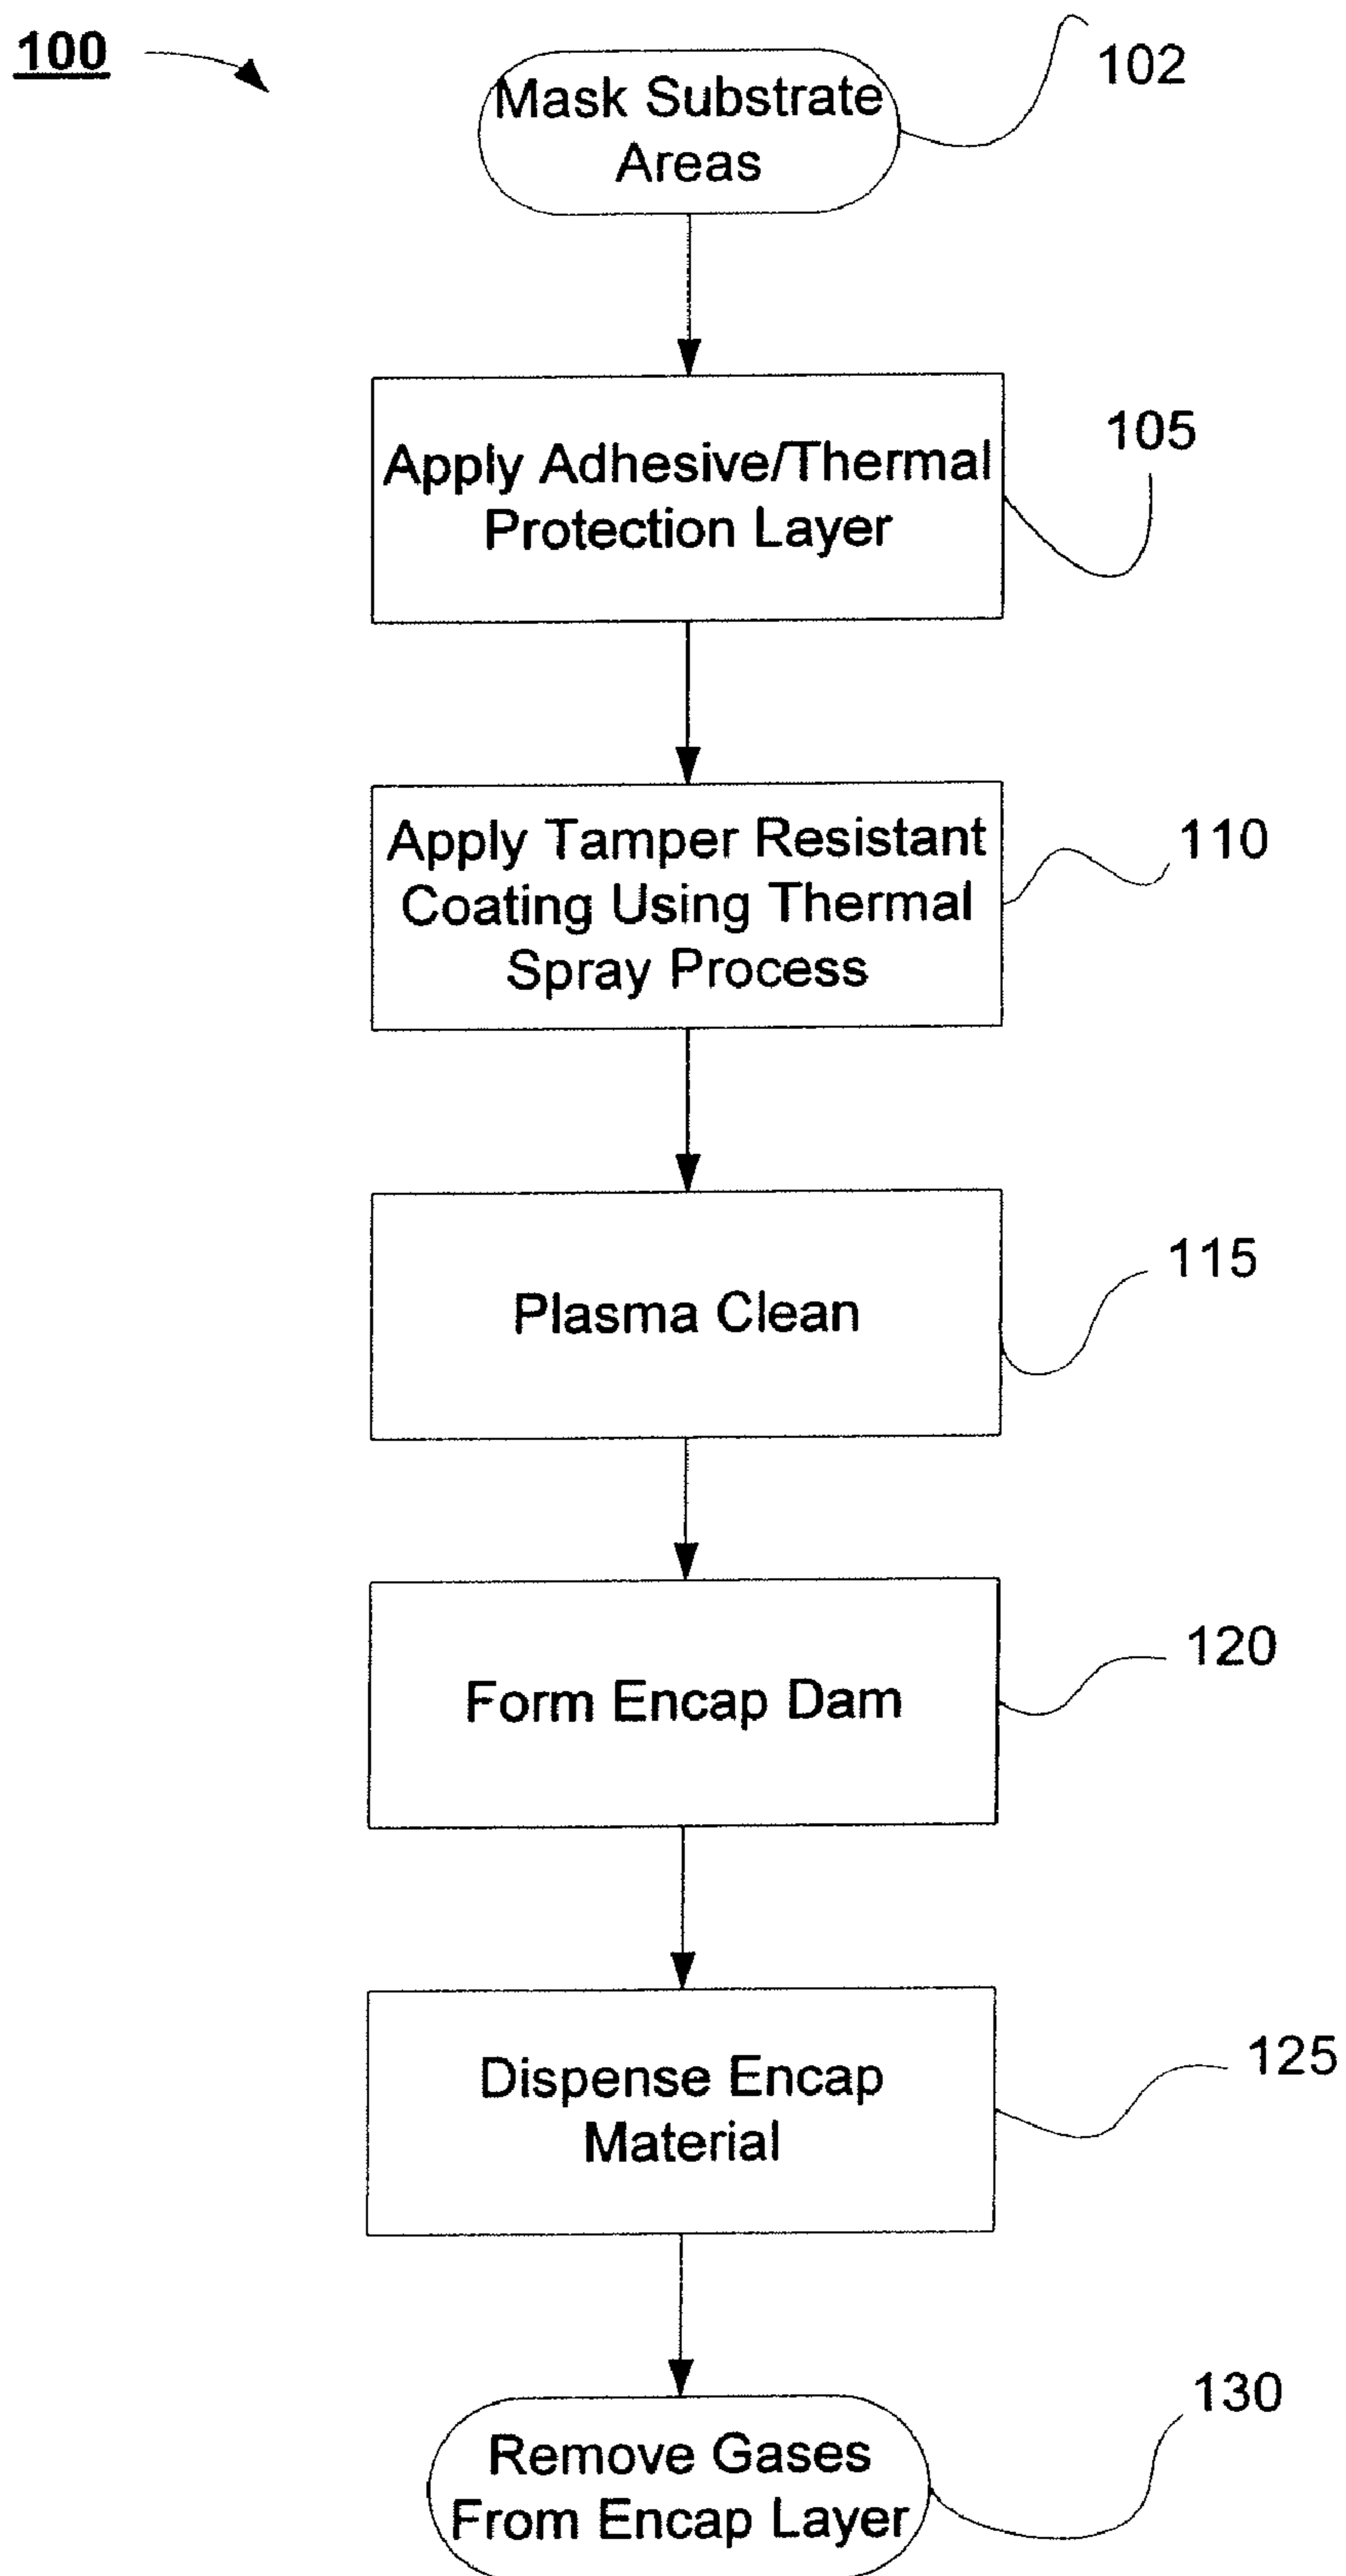 100
102
Mask Substrate
Areas
105
Apply Adhesive/Thermal
Protection Layer
110
Apply Tamper Resistant
Coating Using Thermal
Spray Process
115
Plasma Clean
120
Form Encap Dam
125
Dispense Encap
Material
130
Remove Gases
From Encap Layer